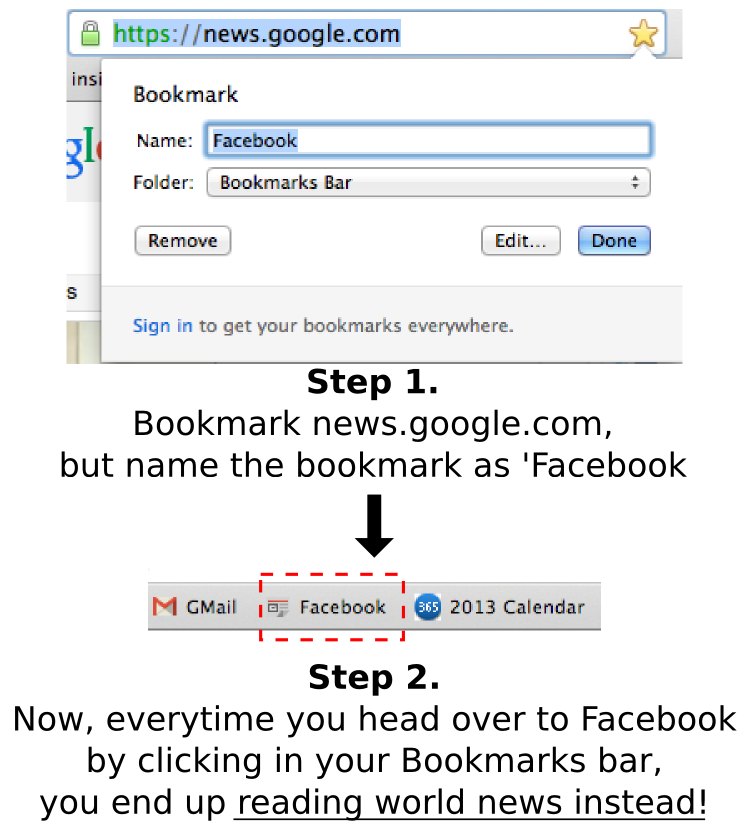 https://news.google.com
insi
Bookmark
gl
Name: Facebook
Folder: Bookmarks Bar
Remove Edit... Done
s
Sign in to get your bookmarks everywhere.
Step 1.
Bookmark news.google.com,
but name the bookmark as 'Facebook
GMail Facebook 365 2013 Calendar
Step 2.
Now, everytime you head over to Facebook
by clicking in your Bookmarks bar,
you end up reading world news instead!